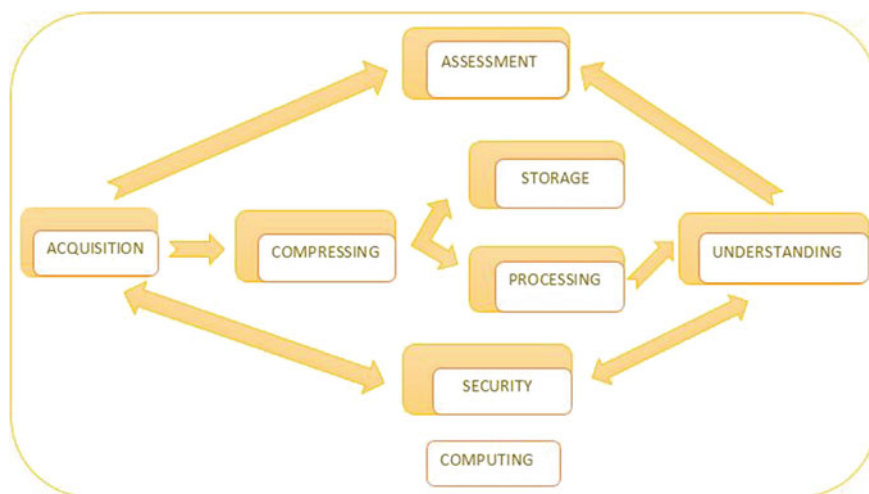 ASSESSMENT
STORAGE
ACQUISITION
COMPRESSING
UNDERSTANDING
PROCESSING
SECURITY
COMPUTING